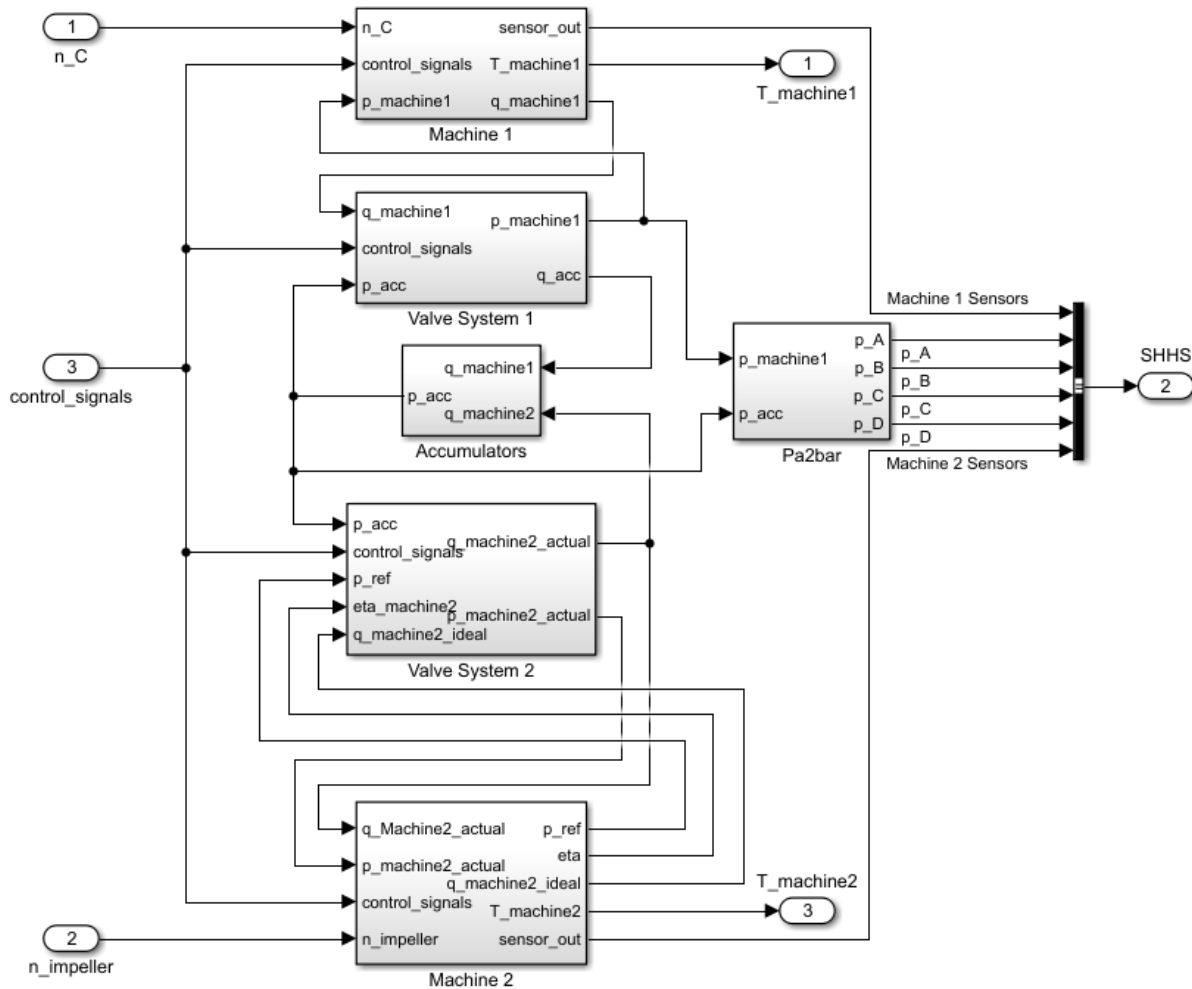 1
n_C
n_C
control_signals
p_machine1
sensor_out
T_machine1
q_machine1
Machine 1
1
T_machine1
q_machine1
control_signals
p_acc
p_machine1
q_acc
Valve System 1
3
control_signals
q_machine1
p_acc
q_machine2
Accumulators
p_machine1
p_acc
p_A
p_B
p_C
p_D
Pa2bar
Machine 1 Sensors
p_A
p_B
p_C
p_D
Machine 2 Sensors
SHHS
2
p_acc
control_signals
p_ref
eta_machine2
q_machine2_ideal
q_machine2_actual
p_machine2_actual
Valve System 2
q_Machine2_actual
p_machine2_actual
control_signals
n_impeller
p_ref
eta
q_machine2_ideal
T_machine2
sensor_out
Machine 2
T_machine2
3
2
n_impeller